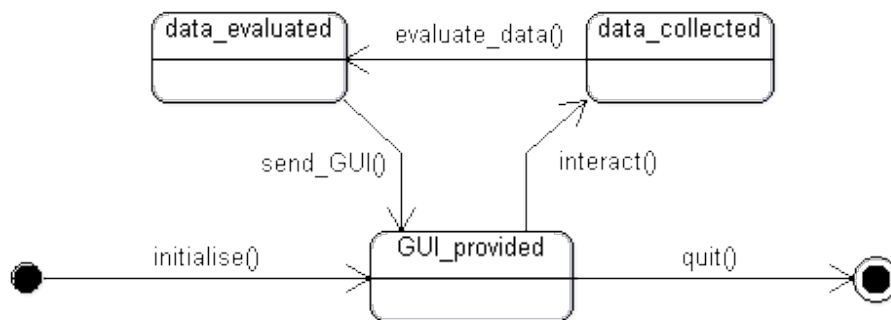 data_evaluated
evaluate_data()
data_collected
send_GUI()
interact()
initialise()
GUI_provided
quit()